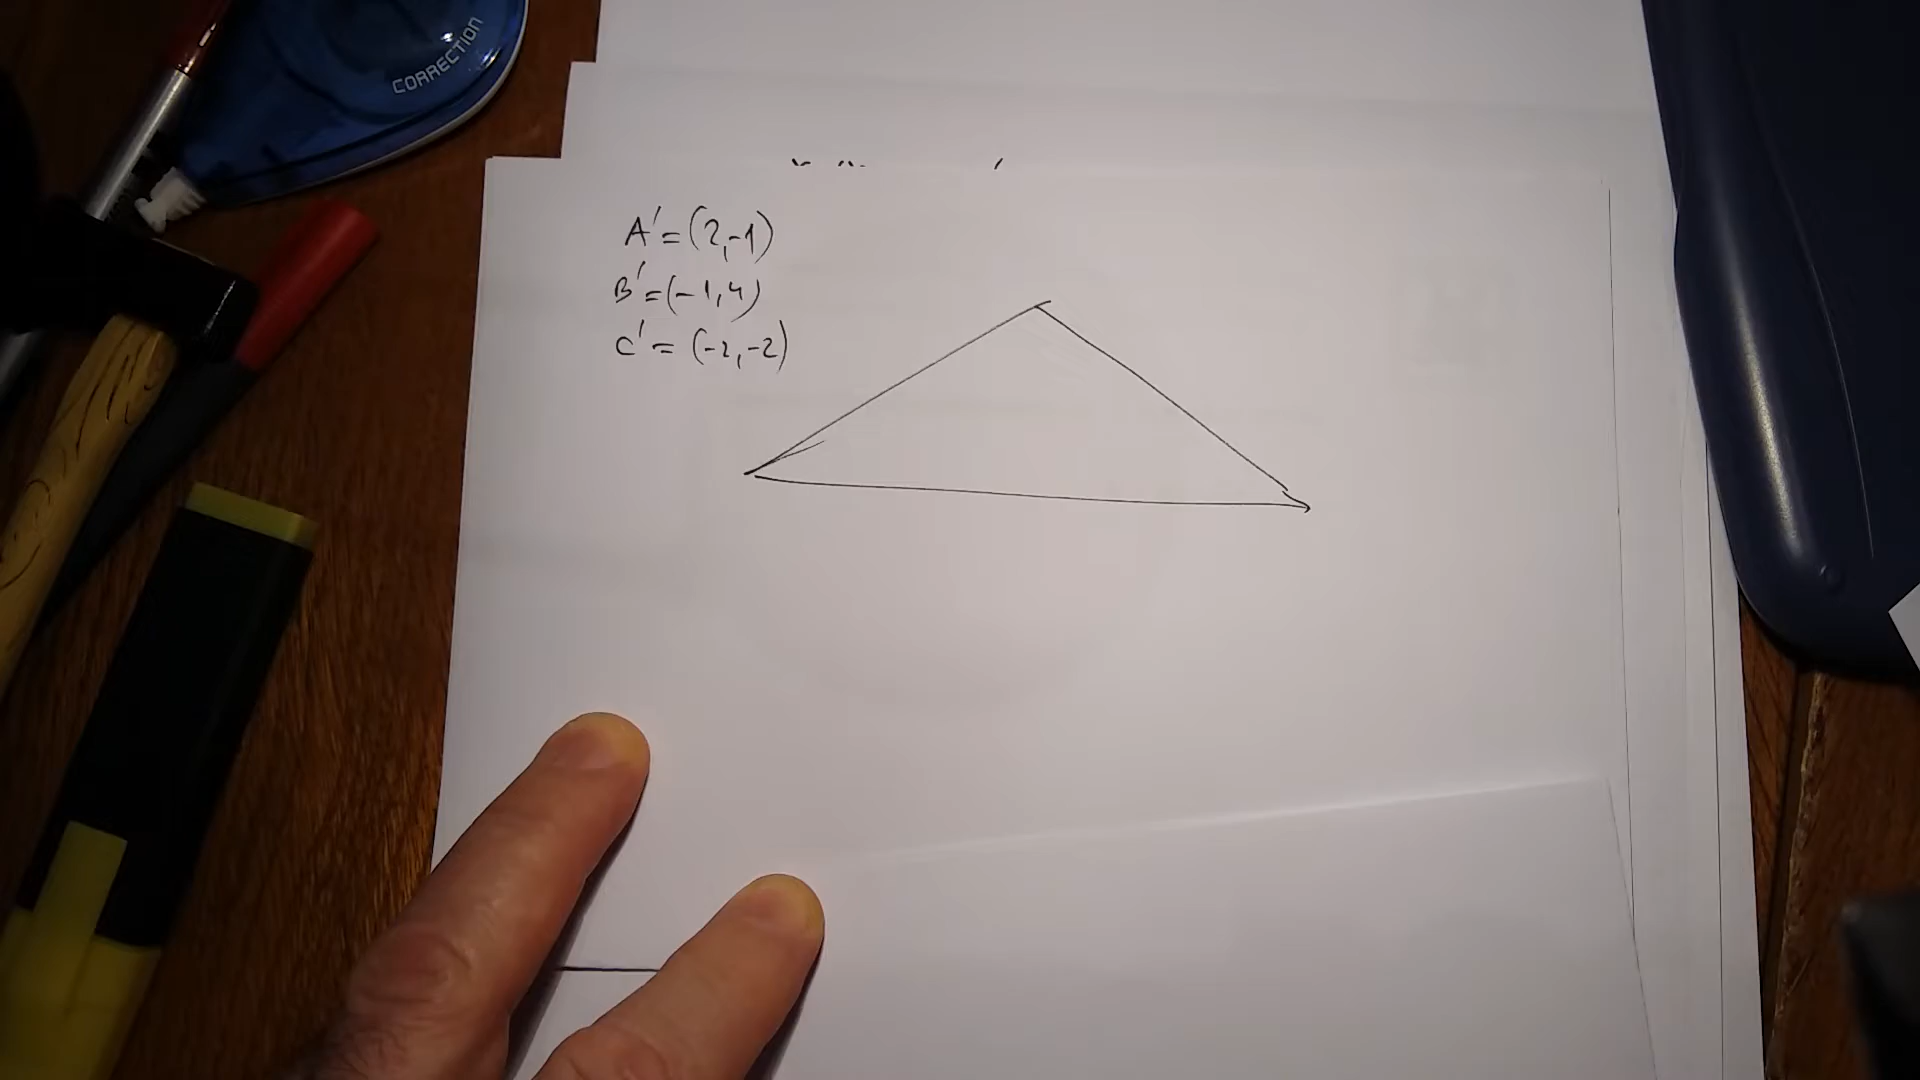 CORRECTION
A' = (2,-1)
B' = (-1,4)
C' = (-2,-2)